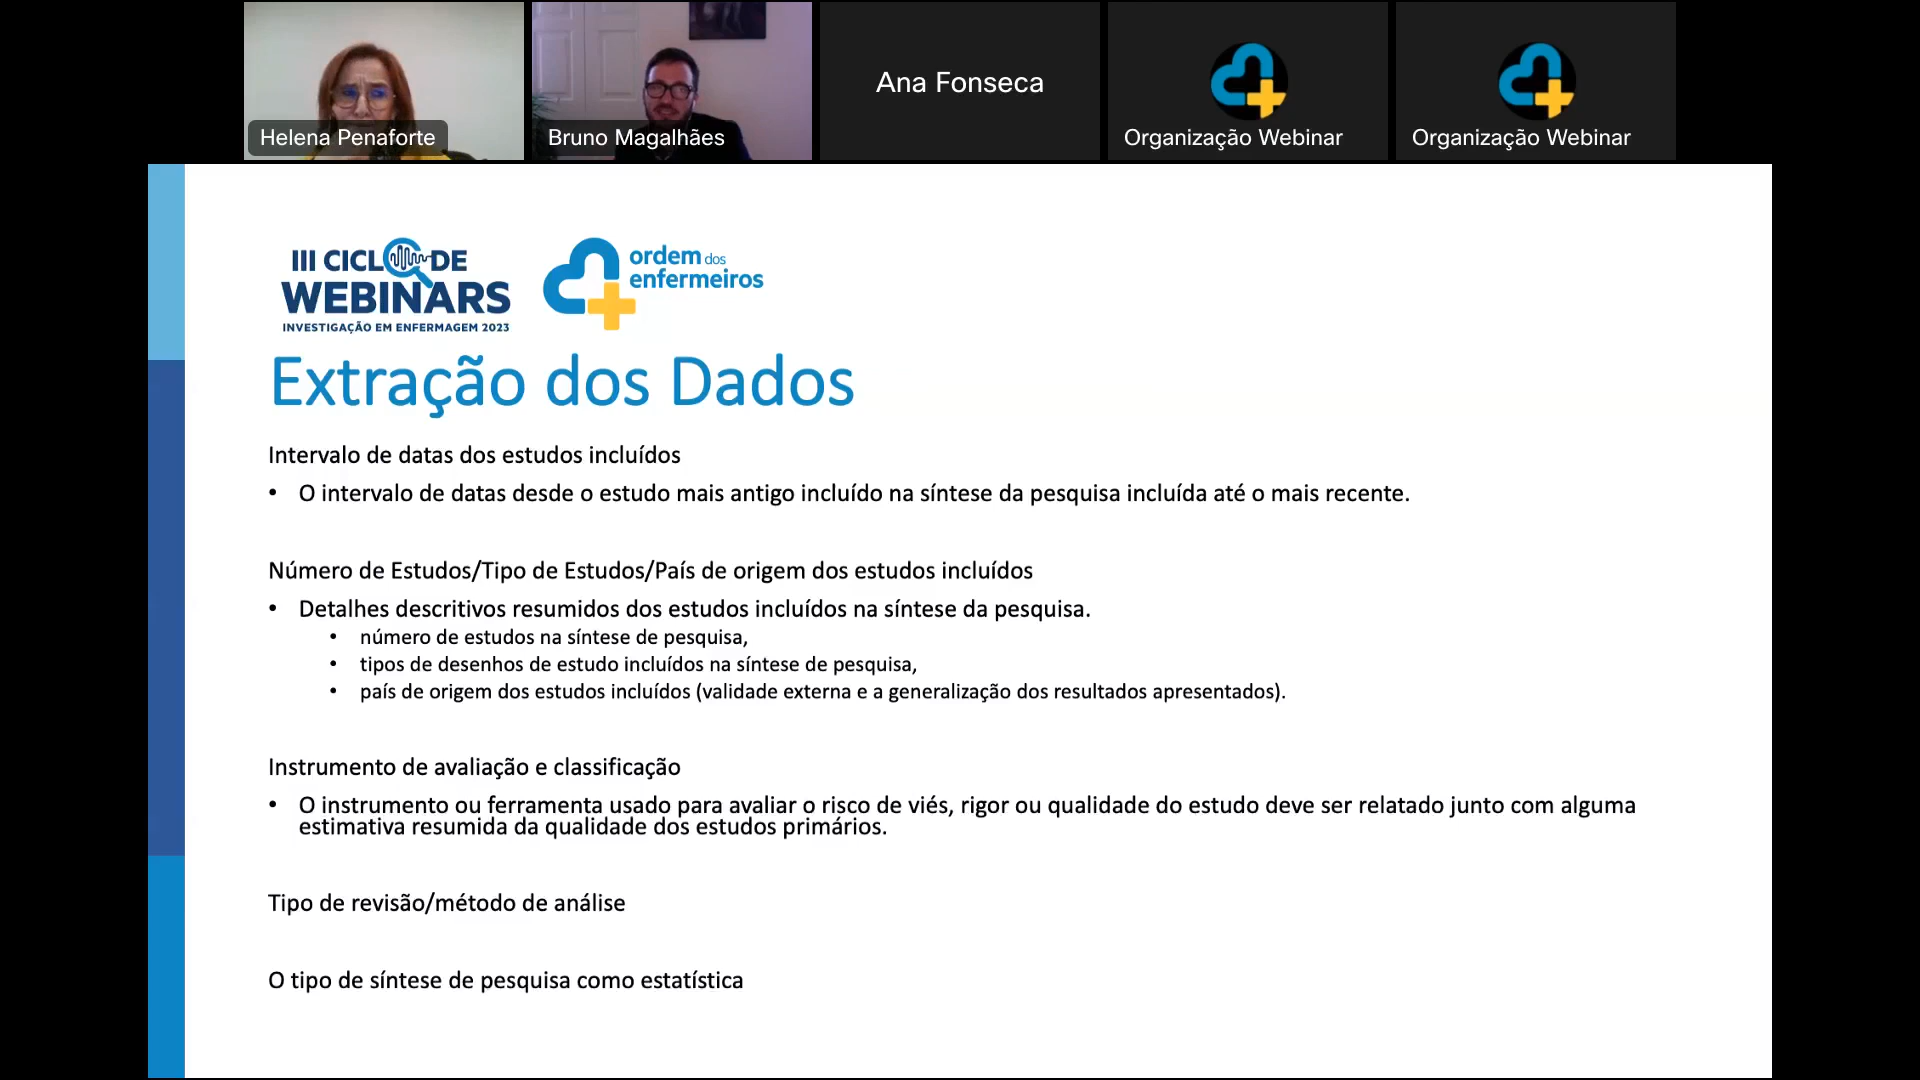 Helena Penaforte
Bruno Magalhães
Ana Fonseca
Organização Webinar
Organização Webinar
III CICLO DE
WEBINARS
INVESTIGAÇÃO EM ENFERMAGEM 2023
ordem dos
enfermeiros
Extração dos Dados
Intervalo de datas dos estudos incluídos
• O intervalo de datas desde o estudo mais antigo incluído na síntese da pesquisa incluída até o mais recente.
Número de Estudos/Tipo de Estudos/País de origem dos estudos incluídos
• Detalhes descritivos resumidos dos estudos incluídos na síntese da pesquisa.
• número de estudos na síntese de pesquisa,
• tipos de desenhos de estudo incluídos na síntese de pesquisa,
• país de origem dos estudos incluídos (validade externa e a generalização dos resultados apresentados).
Instrumento de avaliação e classificação
• O instrumento ou ferramenta usado para avaliar o risco de viés, rigor ou qualidade do estudo deve ser relatado junto com alguma
estimativa resumida da qualidade dos estudos primários.
Tipo de revisão/método de análise
O tipo de síntese de pesquisa como estatística